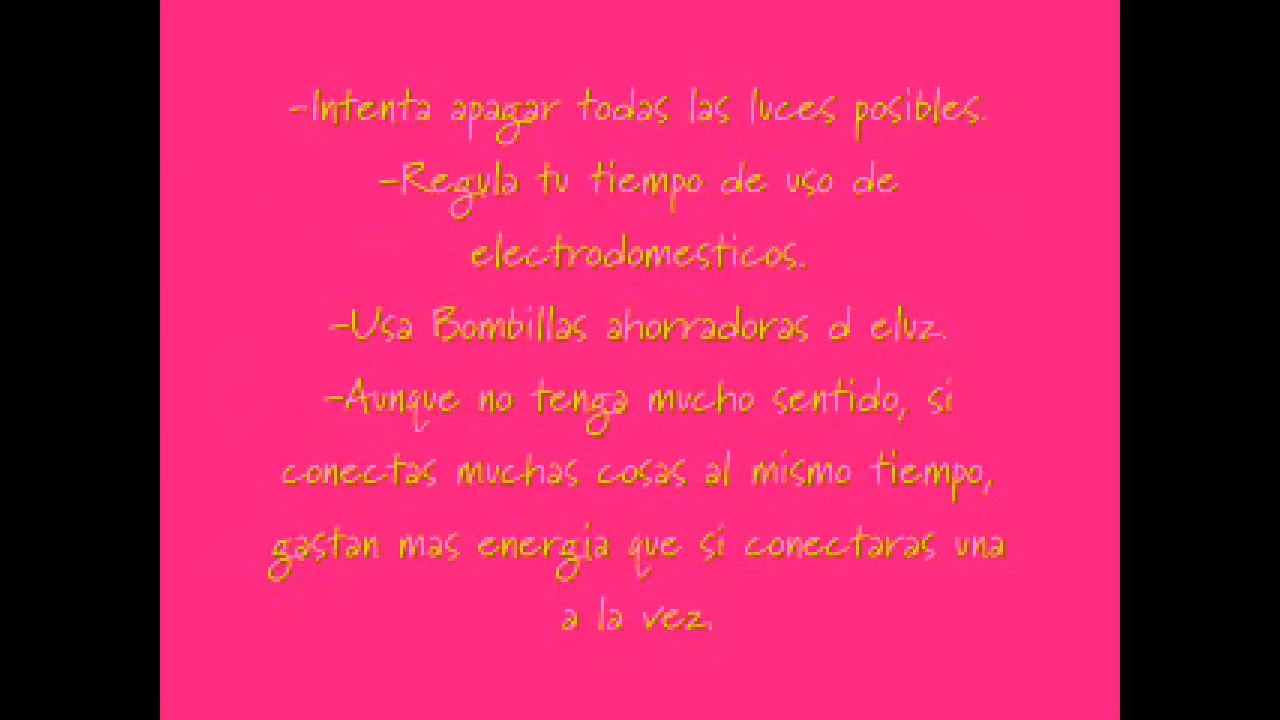 -Intenta apagar todas las luces posibles.
-Regula tu tiempo de uso de
electrodomesticos.
-Usa Bombillas ahorradoras d eluz.
-Aunque no tenga mucho sentido, si
conectas muchas cosas al mismo tiempo,
gastan mas energia que si conectaras una
a la vez.